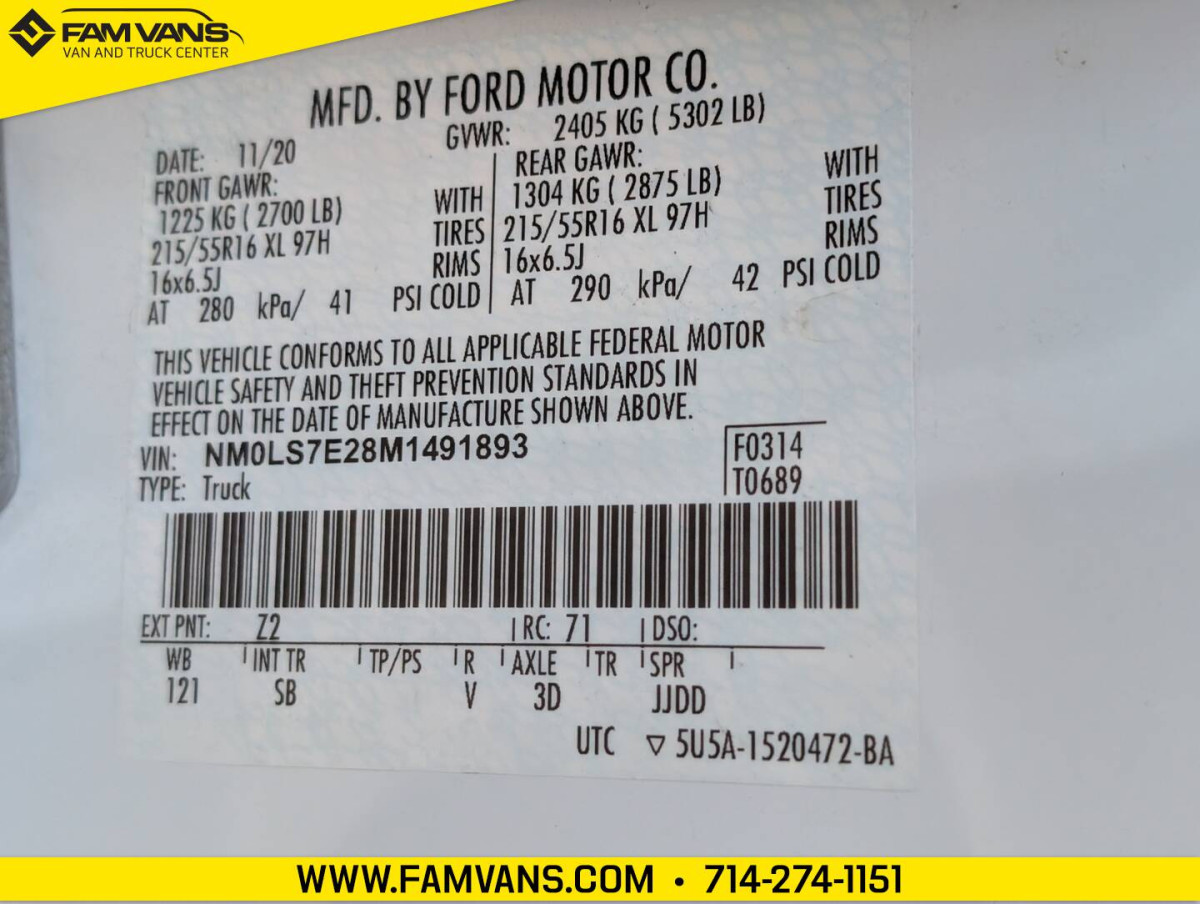 FAM VANS
VAN AND TRUCK CENTER
MFD. BY FORD MOTOR CO.
DATE: 11/20 GVWR: 2405 KG ( 5302 LB)
FRONT GAWR: REAR GAWR:
1225 KG ( 2700 LB) WITH 1304 KG ( 2875 LB) WITH
215/55R16 XL 97H TIRES 215/55R16 XL 97H TIRES
16x6.5J RIMS 16x6.5J RIMS
AT 280 kPa/ 41 PSI COLD AT 290 kPa/ 42 PSI COLD
THIS VEHICLE CONFORMS TO ALL APPLICABLE FEDERAL MOTOR
VEHICLE SAFETY AND THEFT PREVENTION STANDARDS IN
EFFECT ON THE DATE OF MANUFACTURE SHOWN ABOVE.
VIN: NM0LS7E28M1491893 F0314
TYPE: Truck T0689
EXT PNT: Z2 RC: 71 DSO:
WB INT TR TP/PS R AXLE TR SPR
121 SB V 3D JJDD
UTC ▽ 5U5A-1520472-BA
WWW.FAMVANS.COM • 714-274-1151